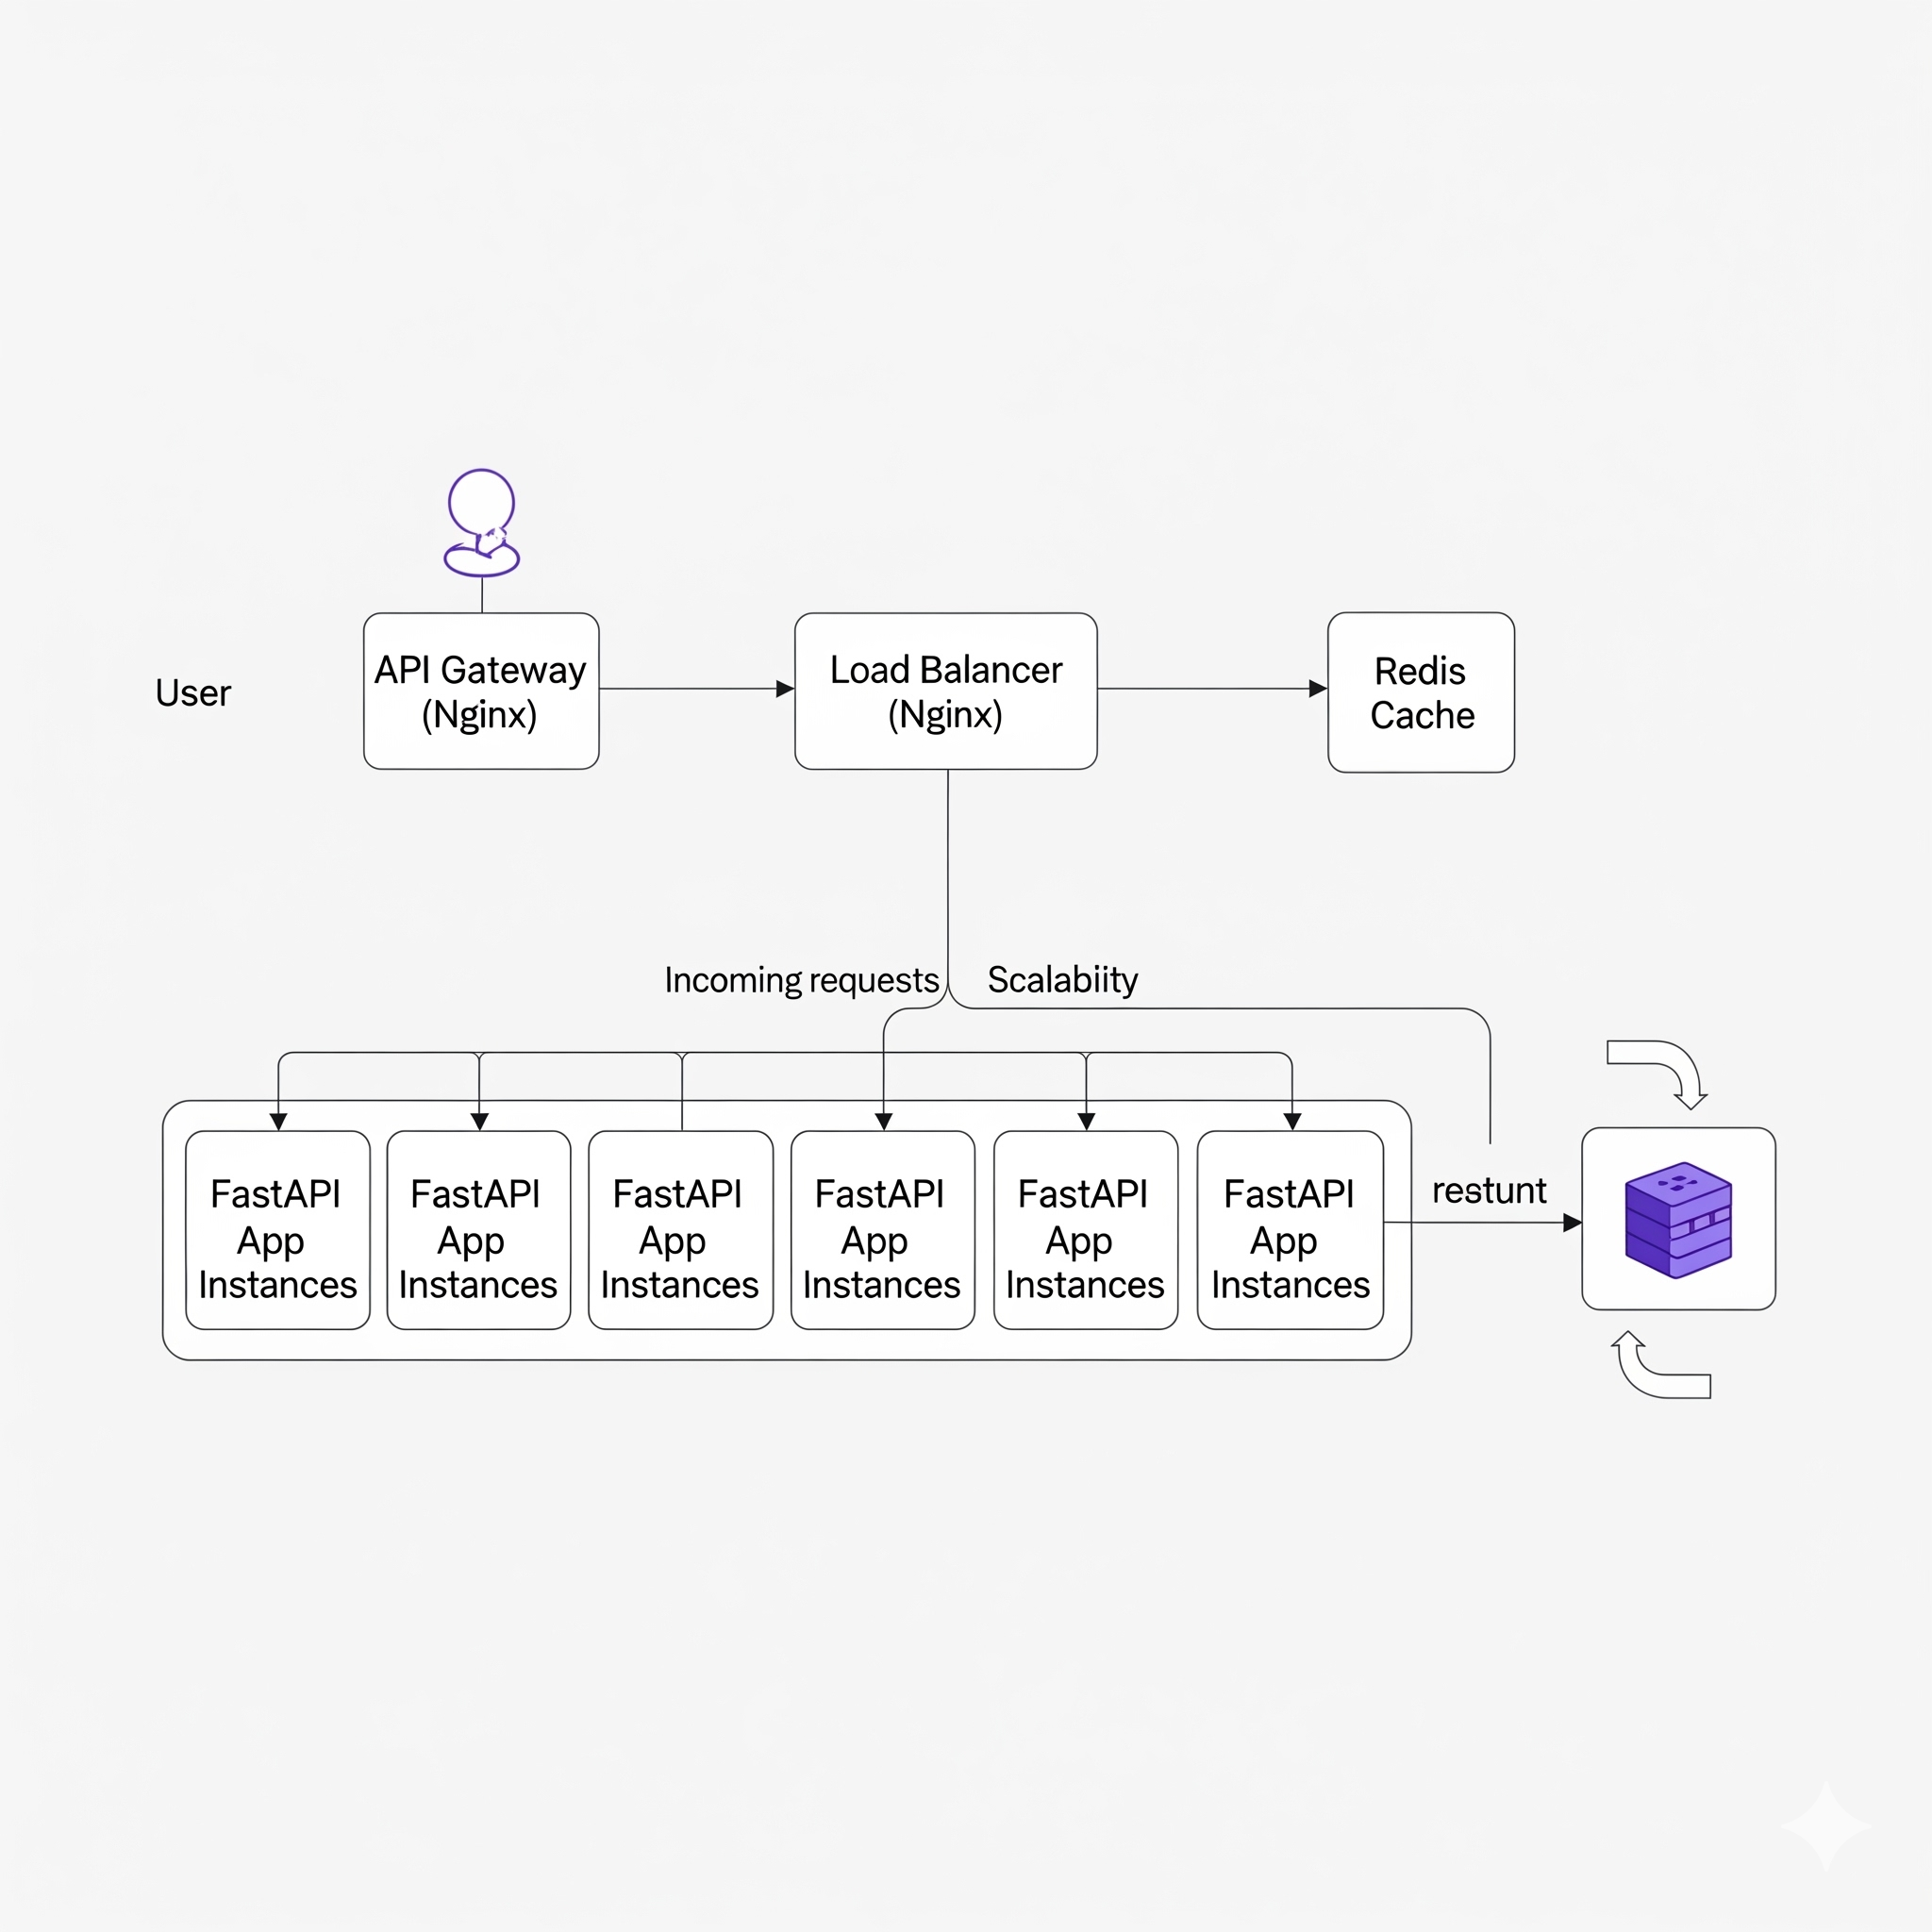 User
API Gateway
(Nginx)
Load Balancer
(Nginx)
Redis
Cache
Incoming requests
Scalabiity
FastAPI
App
Instances
FastAPI
App
Instances
FastAPI
App
Instances
FastAPI
App
Instances
FastAPI
App
Instances
FastAPI
App
Instances
restunt